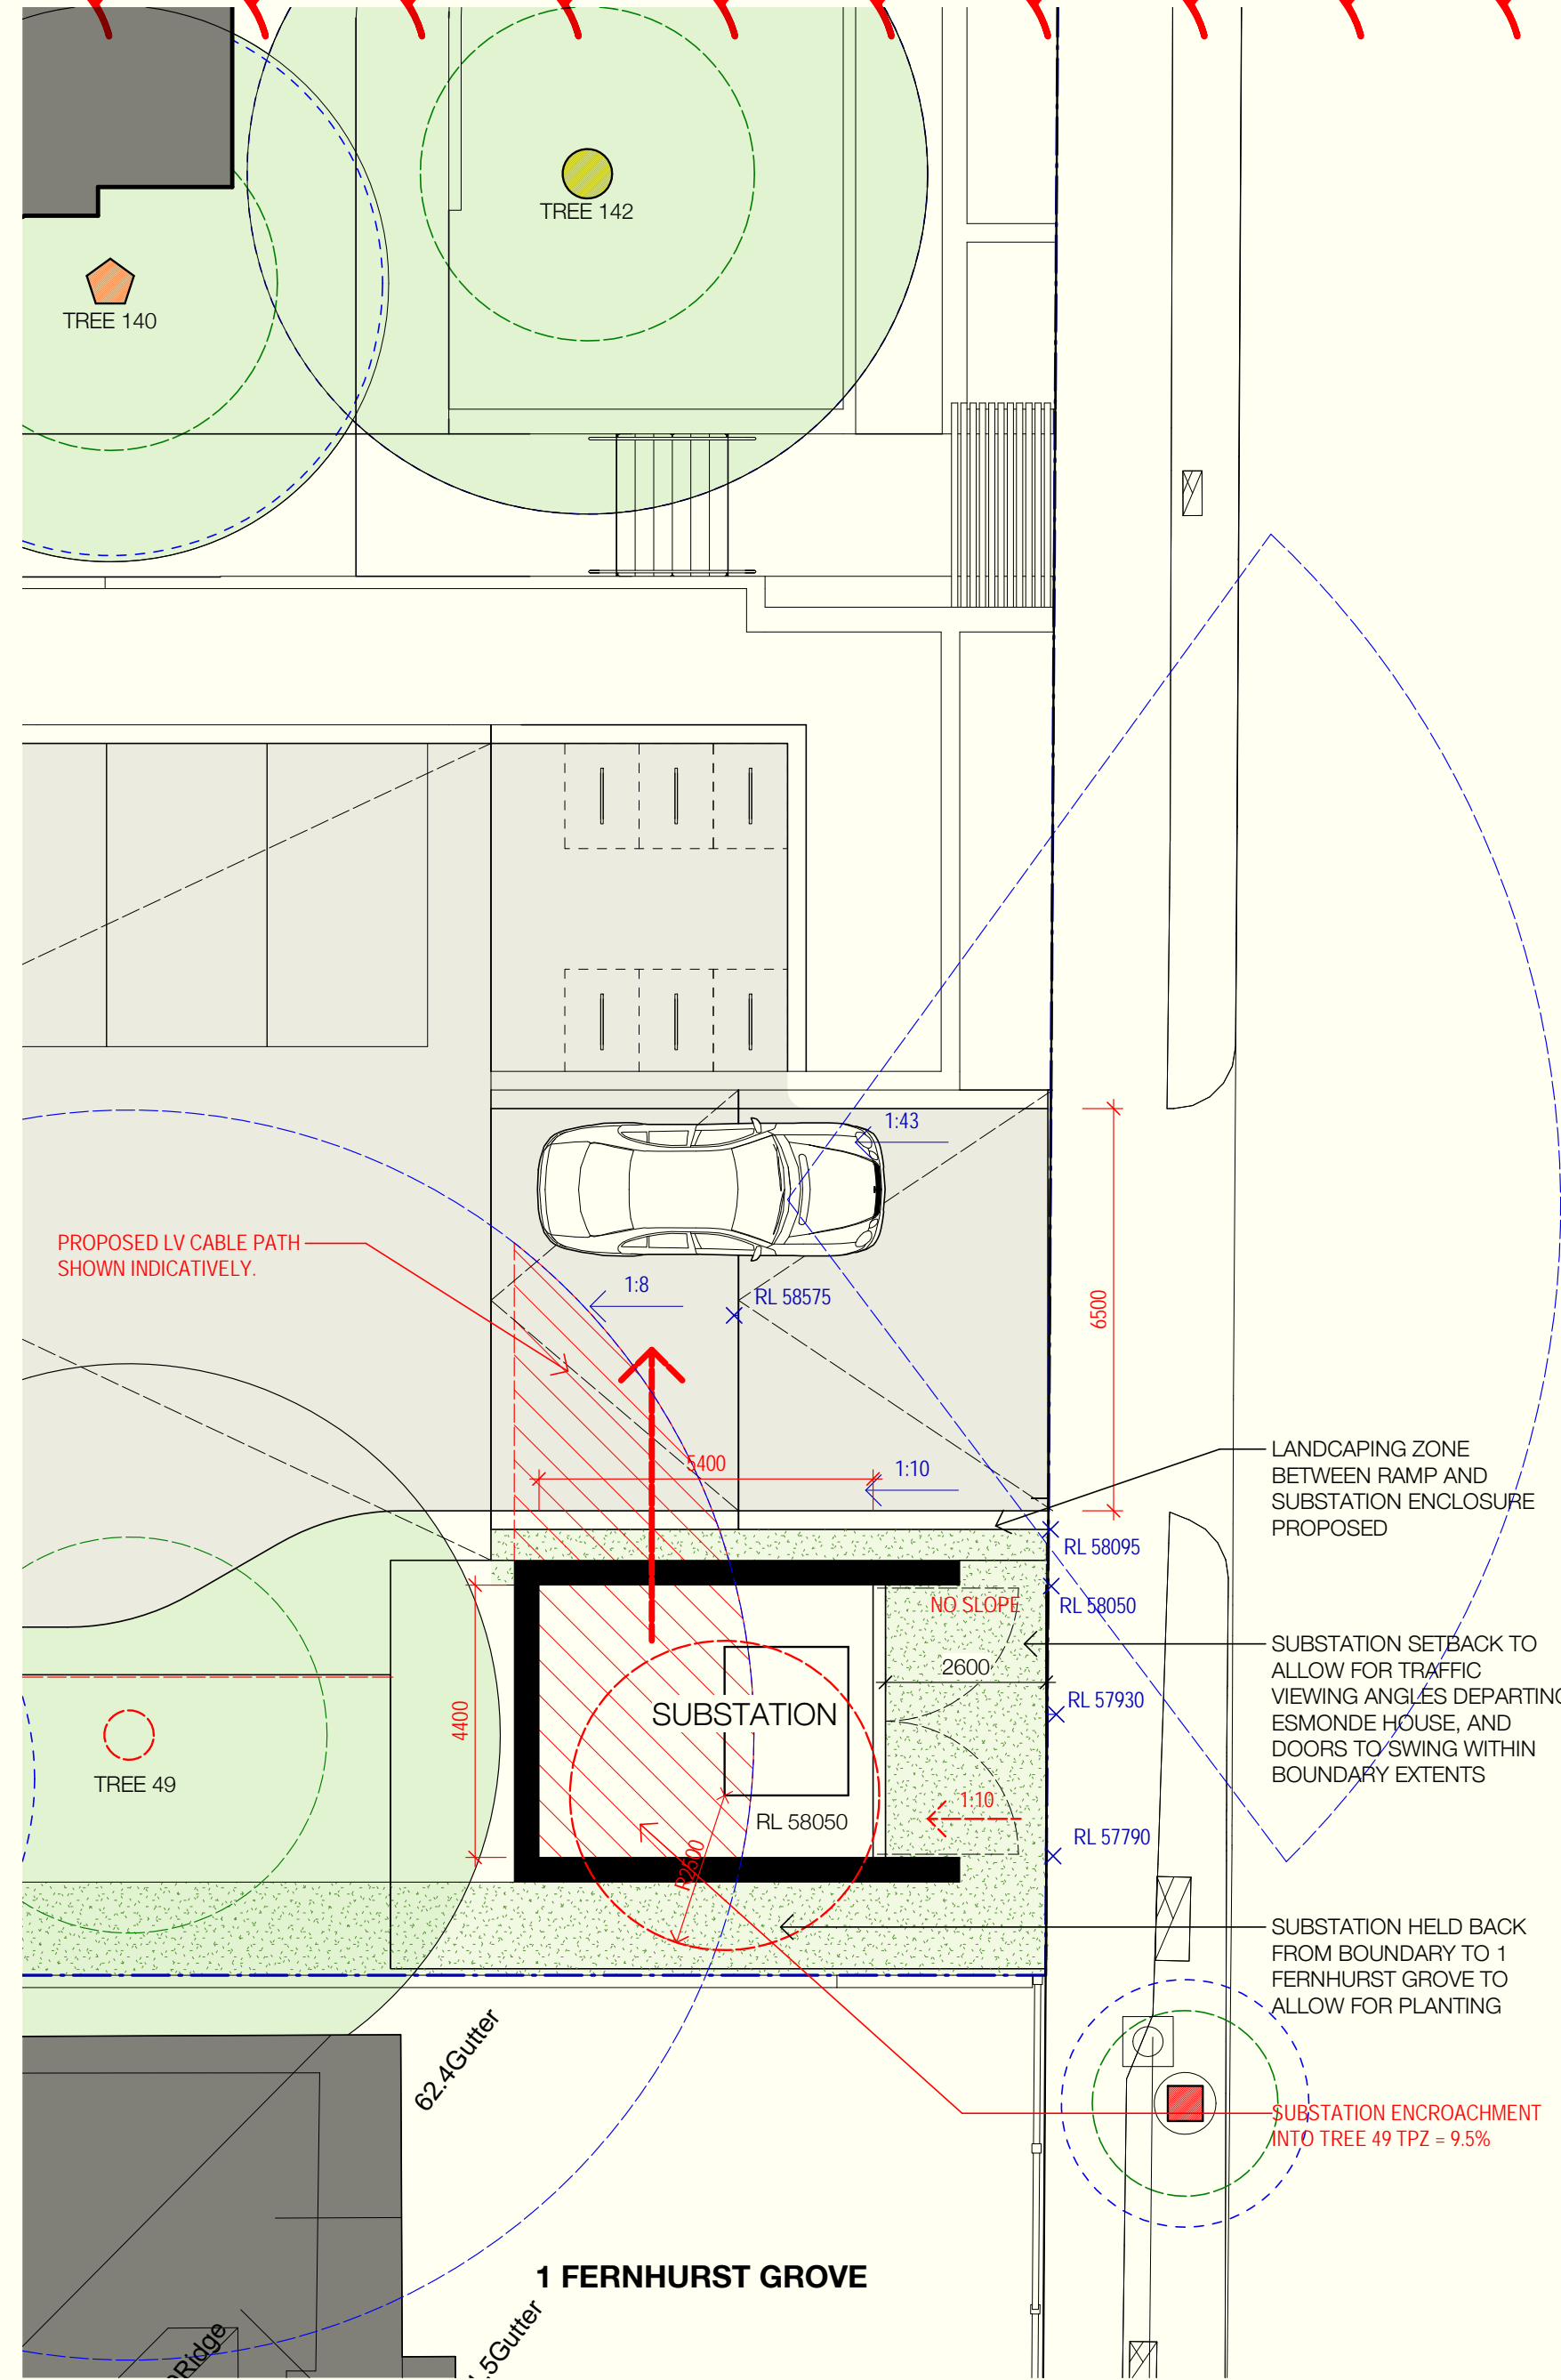 TREE 142
TREE 140
1:43
PROPOSED LV CABLE PATH
SHOWN INDICATIVELY.
1:8
RL 58575
6500
5400
1:10
LANDCAPING ZONE
BETWEEN RAMP AND
SUBSTATION ENCLOSURE
PROPOSED
RL 58095
NO SLOPE
RL 58050
SUBSTATION SETBACK TO
ALLOW FOR TRAFFIC
VIEWING ANGLES DEPARTING
ESMONDE HOUSE, AND
DOORS TO SWING WITHIN
BOUNDARY EXTENTS
2600
RL 57930
4400
SUBSTATION
TREE 49
1:10
RL 58050
RL 57790
R2500
SUBSTATION HELD BACK
FROM BOUNDARY TO 1
FERNHURST GROVE TO
ALLOW FOR PLANTING
62.4Gutter
SUBSTATION ENCROACHMENT
INTO TREE 49 TPZ = 9.5%
1 FERNHURST GROVE
.5Gutter
Ridge